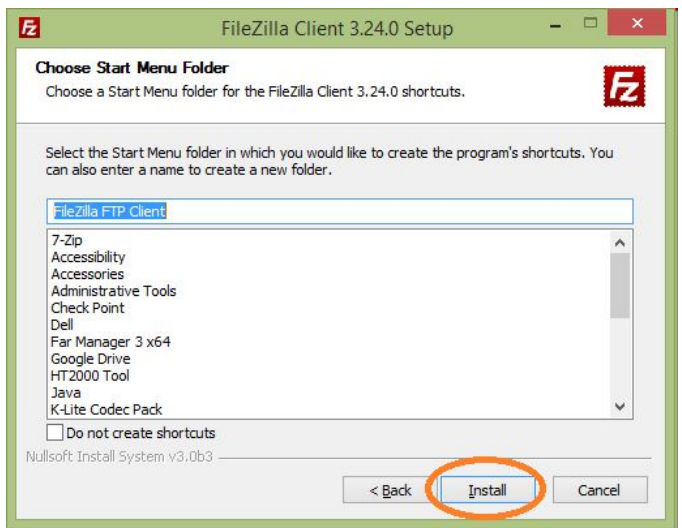 FileZilla Client 3.24.0 Setup
Choose Start Menu Folder
Choose a Start Menu folder for the FileZilla Client 3.24.0 shortcuts.
Fz
Select the Start Menu folder in which you would like to create the program's shortcuts. You
can also enter a name to create a new folder.
FileZilla FTP Client
7-Zip
Accessibility
Accessories
Administrative Tools
Check Point
Dell
Far Manager 3 x64
Google Drive
HT2000 Tool
Java
K-Lite Codec Pack
Do not create shortcuts
Nullsoft Install System v3.0b3
< Back Install Cancel